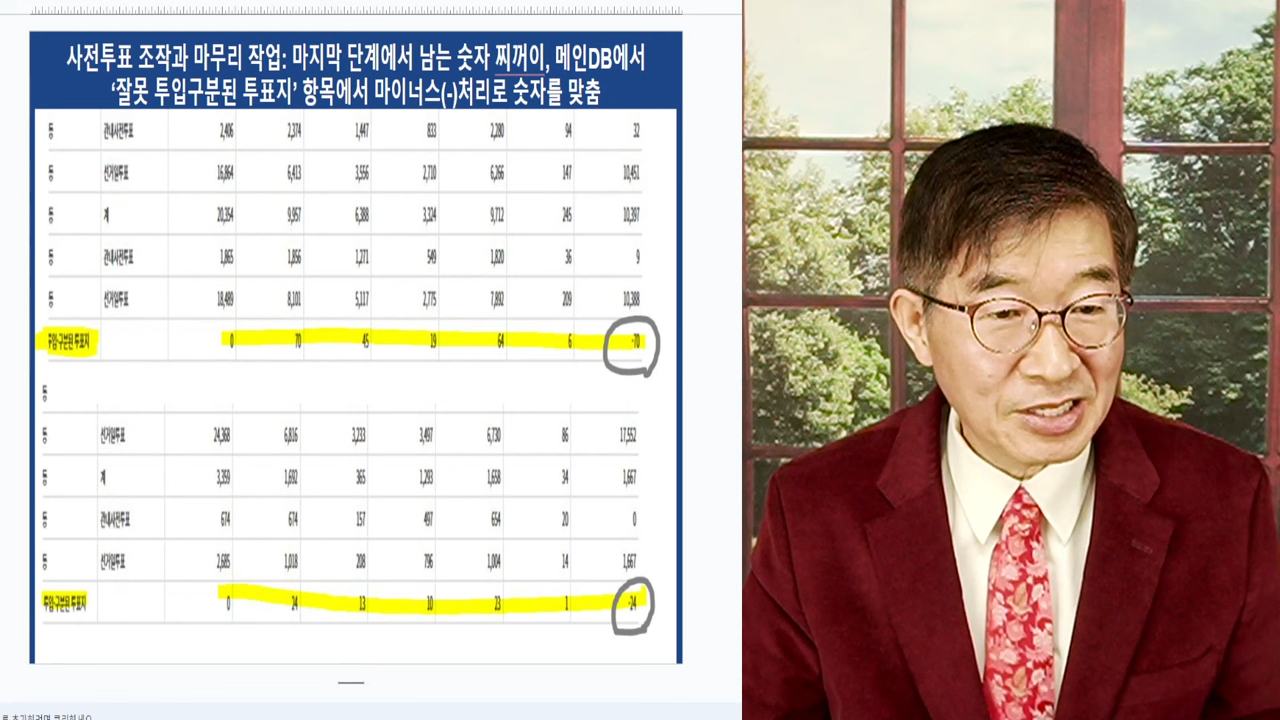 사전투표 조작과 마무리 작업: 마지막 단계에서 남는 숫자 찌꺼이, 메인DB에서
‘잘못 투입구분된 투표지’ 항목에서 마이너스(-)처리로 숫자를 맞춤
동 관내사전투표 2,406 2,374 1,447 833 2,280 94 32
동 선거일투표 16,864 6,413 3,556 2,710 6,266 147 10,451
동 계 20,354 9,957 6,388 3,324 9,712 245 10,397
동 관내사전투표 1,865 1,856 1,271 549 1,820 36 9
동 선거일투표 18,489 8,101 5,117 2,775 7,892 209 10,388
투입·구분된 투표지 0 70 45 19 64 6 -70
동
동 선거일투표 24,368 6,816 3,233 3,497 6,730 86 17,552
동 계 3,359 1,692 365 1,293 1,658 34 1,667
동 관내사전투표 674 674 157 497 654 20 0
동 선거일투표 2,685 1,018 208 796 1,004 14 1,667
투입·구분된 투표지 0 24 13 10 23 1 -24